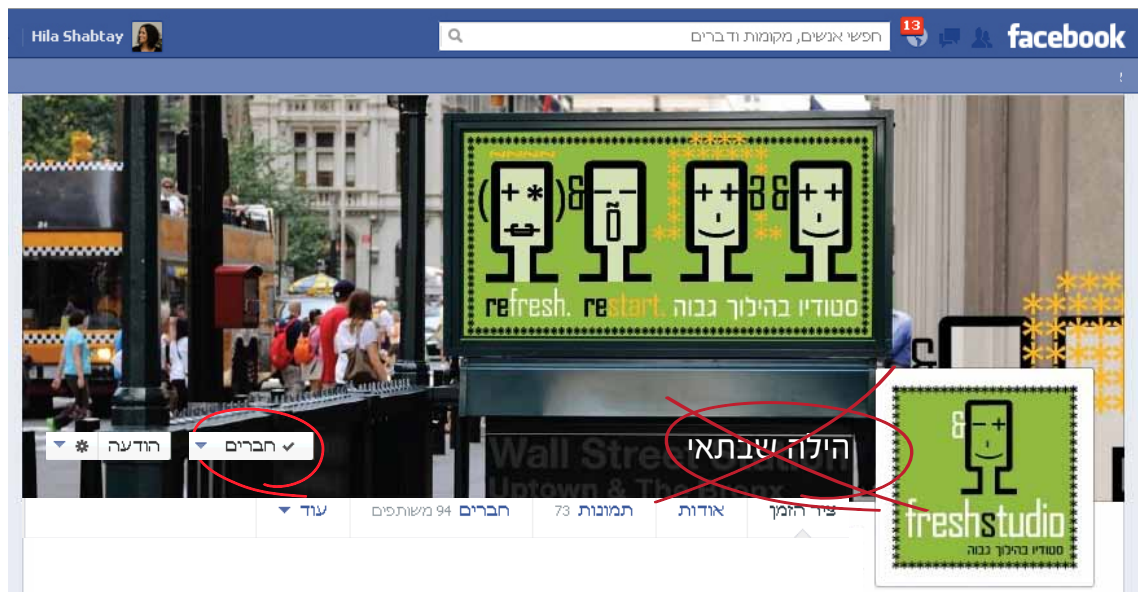 facebook
13
חפשי אנשים, מקומות ודברים
Hila Shabtay
refresh. restart. סטודיו בהילוך גבוה
הילה שבתאי
חברים
הודעה
Wall Street Station
Uptown & The Bronx
ציר הזמן
אודות
תמונות 73
חברים 94 משותפים
עוד
&
freshstudio
סטודיו בהילוך גבוה